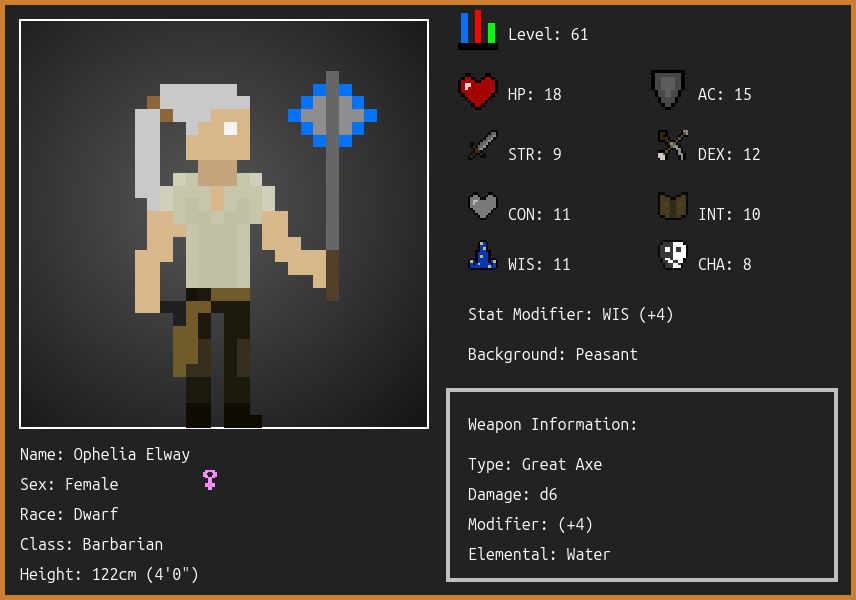 Level: 61
HP: 18
AC: 15
STR: 9
DEX: 12
CON: 11
INT: 10
WIS: 11
CHA: 8
Stat Modifier: WIS (+4)
Background: Peasant
Weapon Information:
Type: Great Axe
Damage: d6
Modifier: (+4)
Elemental: Water
Name: Ophelia Elway
Sex: Female
Race: Dwarf
Class: Barbarian
Height: 122cm (4'0")